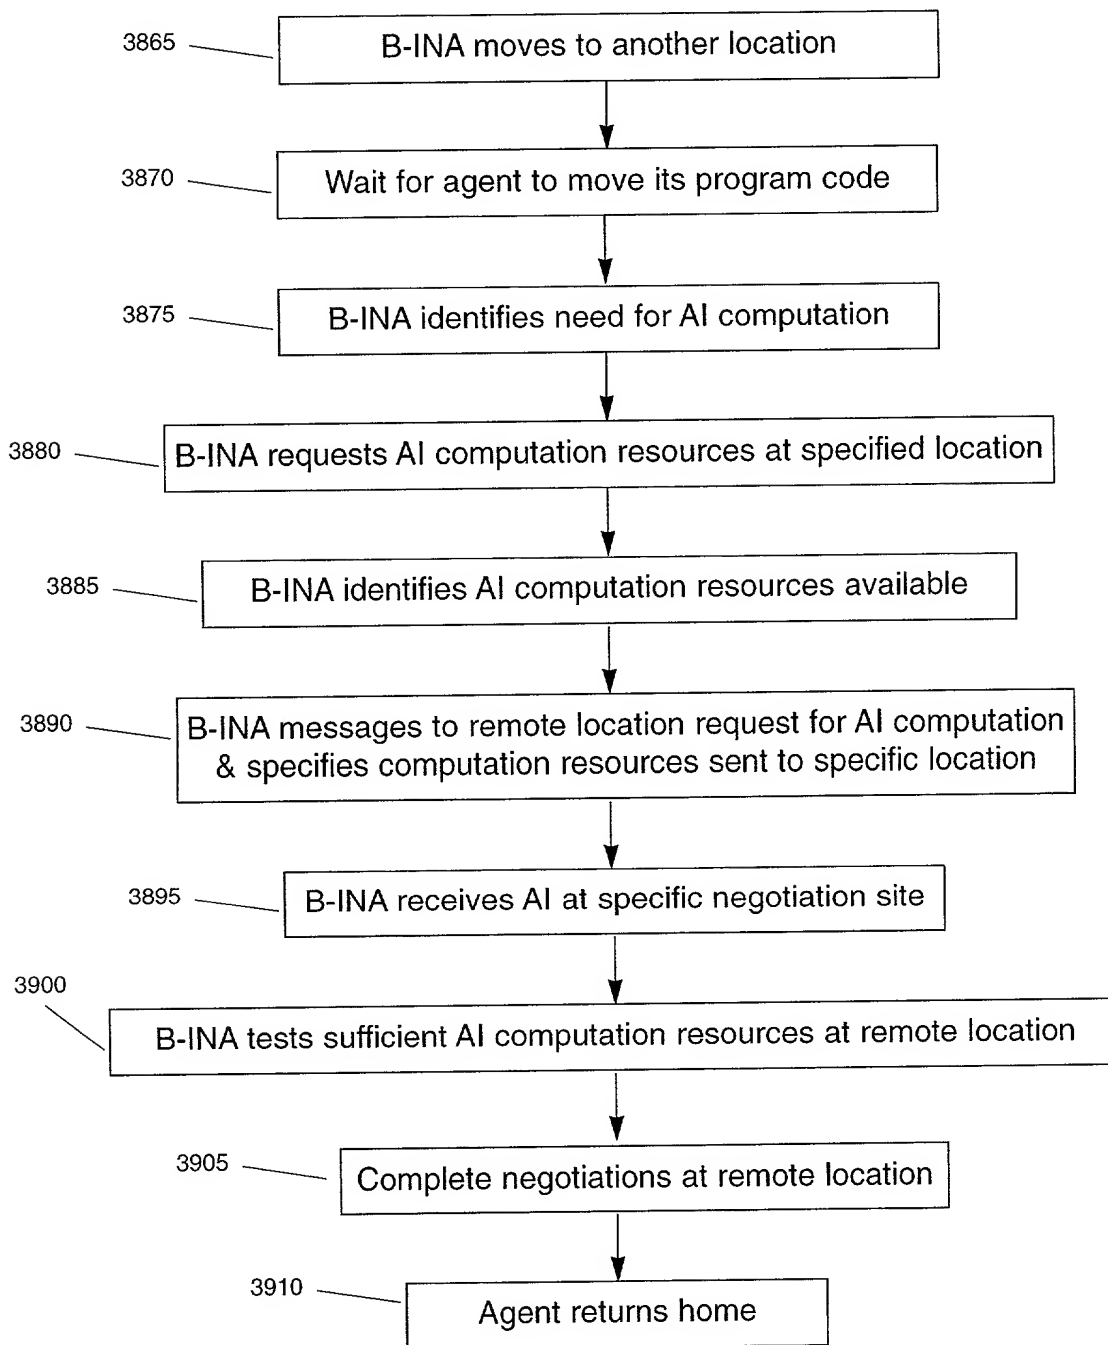 3865
B-INA moves to another location
3870
Wait for agent to move its program code
3875
B-INA identifies need for AI computation
3880
B-INA requests AI computation resources at specified location
3885
B-INA identifies AI computation resources available
3890
B-INA messages to remote location request for AI computation
& specifies computation resources sent to specific location
3895
B-INA receives AI at specific negotiation site
3900
B-INA tests sufficient AI computation resources at remote location
3905
Complete negotiations at remote location
3910
Agent returns home